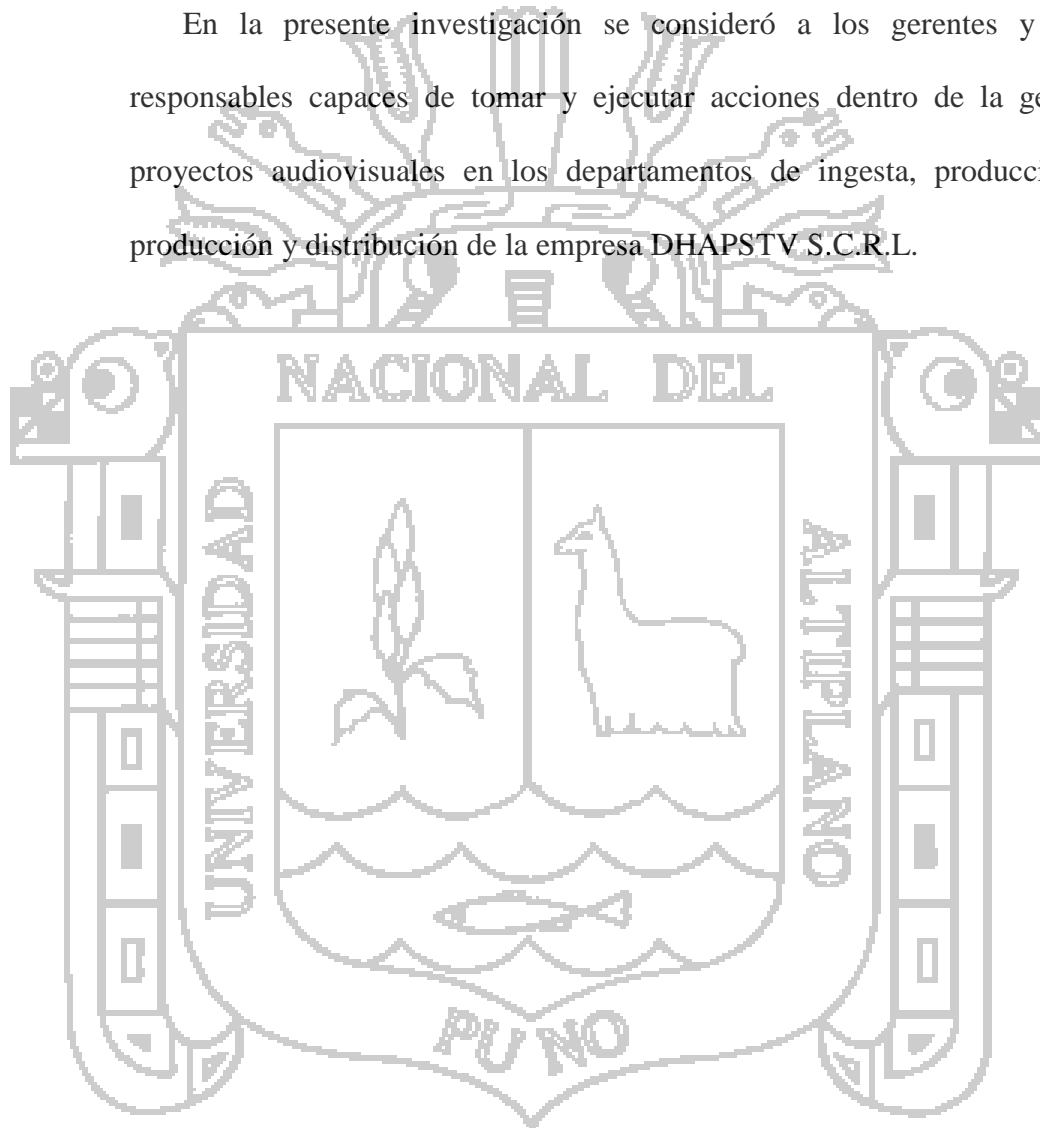 En la presente investigación se consideró a los gerentes y
responsables capaces de tomar y ejecutar acciones dentro de la
proyectos audiovisuales en los departamentos de ingesta,
producción y distribución de la empresa DHAPSTV S.C.R.L.
NACIONAL DEL
UNIVERSIDAD
ALTIPLANO
PUNO